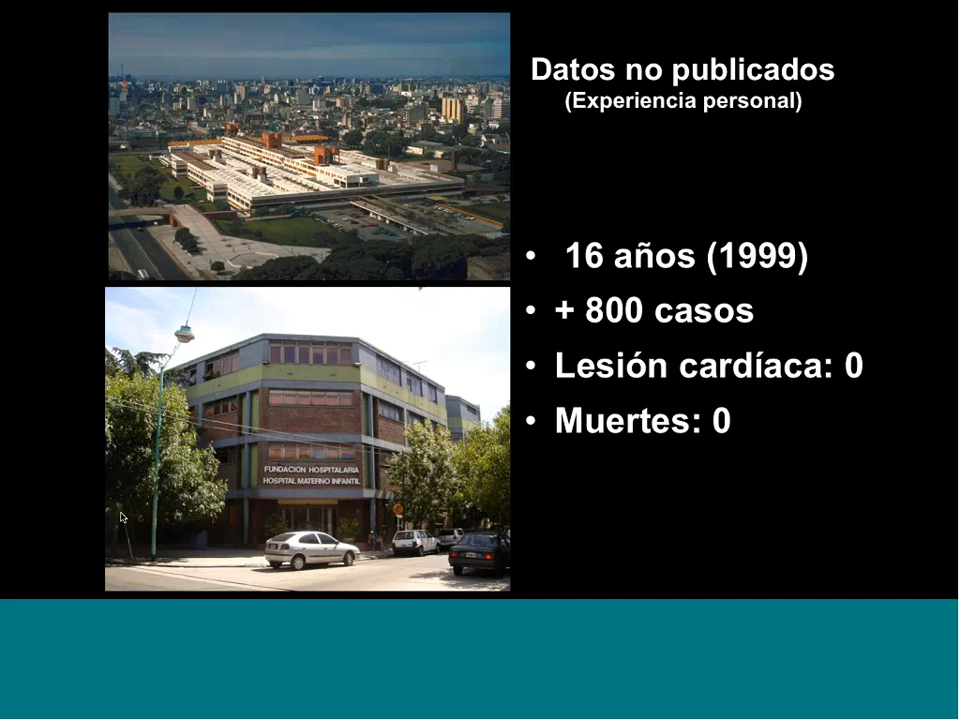 Datos no publicados
(Experiencia personal)
• 16 años (1999)
• + 800 casos
• Lesión cardíaca: 0
• Muertes: 0
FUNDACION HOSPITALARIA
HOSPITAL MATERNO INFANTIL